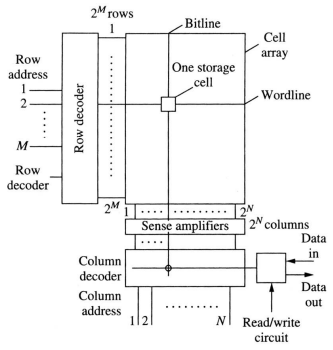 2^M rows
1
Bitline
Cell
array
Row
address
1
2
M
Row
decoder
Row decoder
One storage
cell
Wordline
2^M
1
2^N
Sense amplifiers
2^N columns
Column
decoder
Data
in
Data
out
Column
address
1
2
N
Read/write
circuit